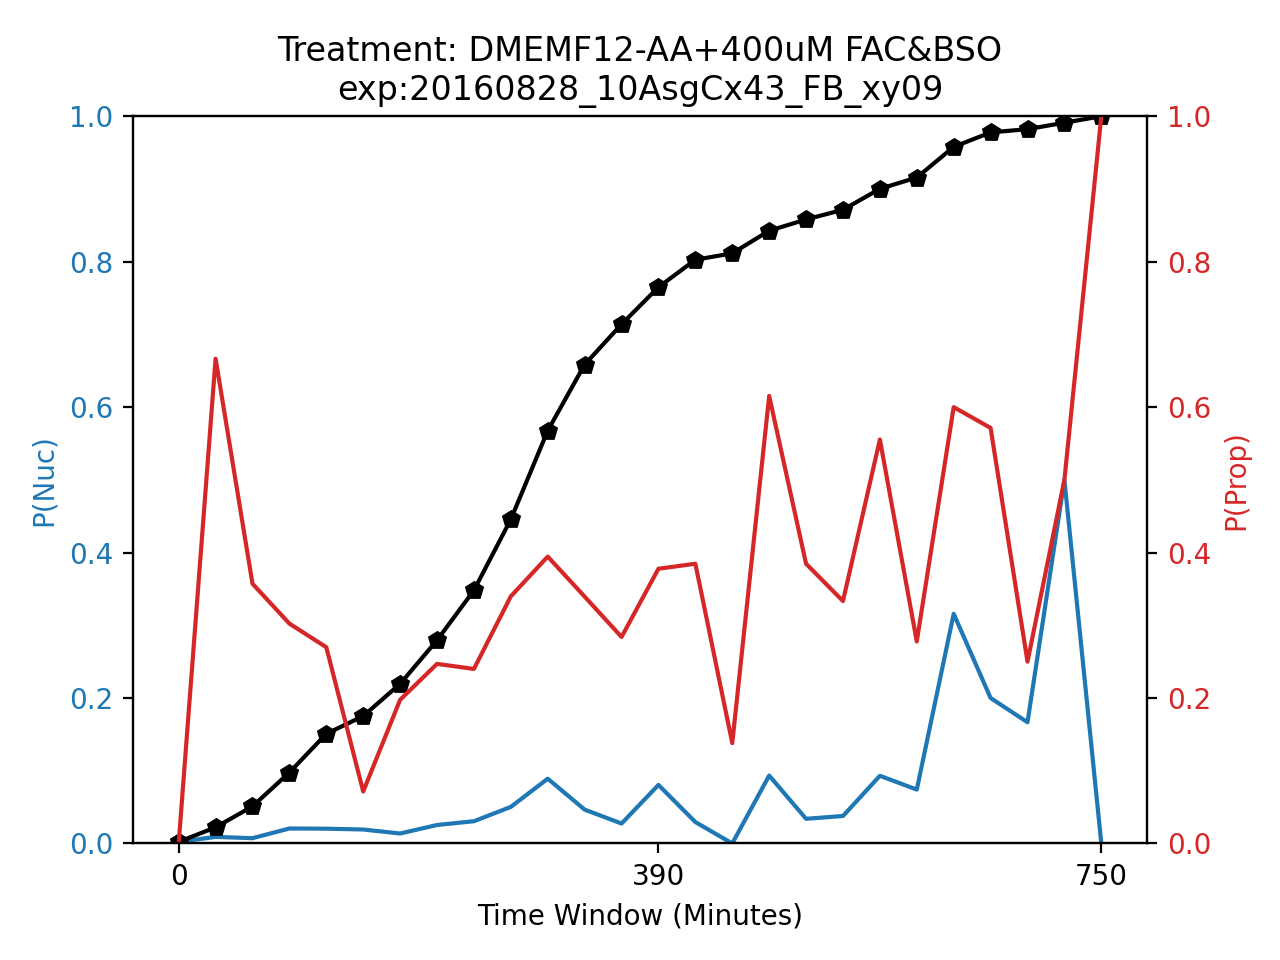 Treatment: DMEMF12-AA+400uM FAC&BSO
exp:20160828_10AsgCx43_FB_xy09
1.0
0.8
0.6
0.4
0.2
0.0
P(Nuc)
1.0
0.8
0.6
0.4
0.2
0.0
P(Prop)
0 390 750
Time Window (Minutes)